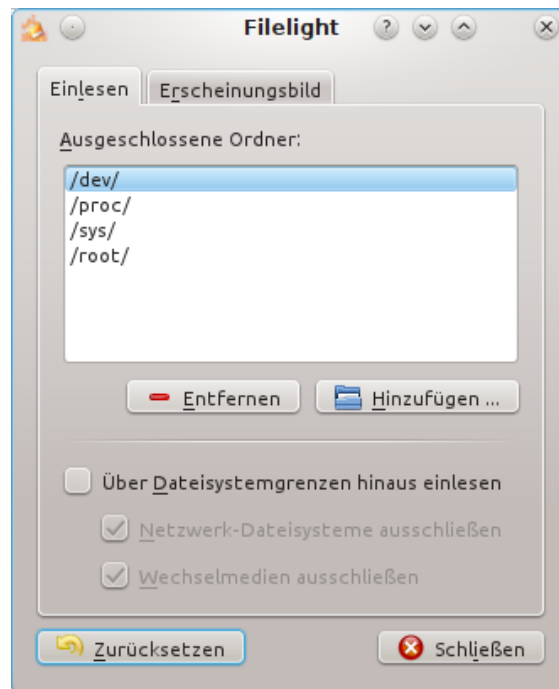 Filelight
Einlesen Erscheinungsbild
Ausgeschlossene Ordner:
/dev/
/proc/
/sys/
/root/
Entfernen Hinzufügen ...
Über Dateisystemgrenzen hinaus einlesen
Netzwerk-Dateisysteme ausschließen
Wechselmedien ausschließen
Zurücksetzen Schließen